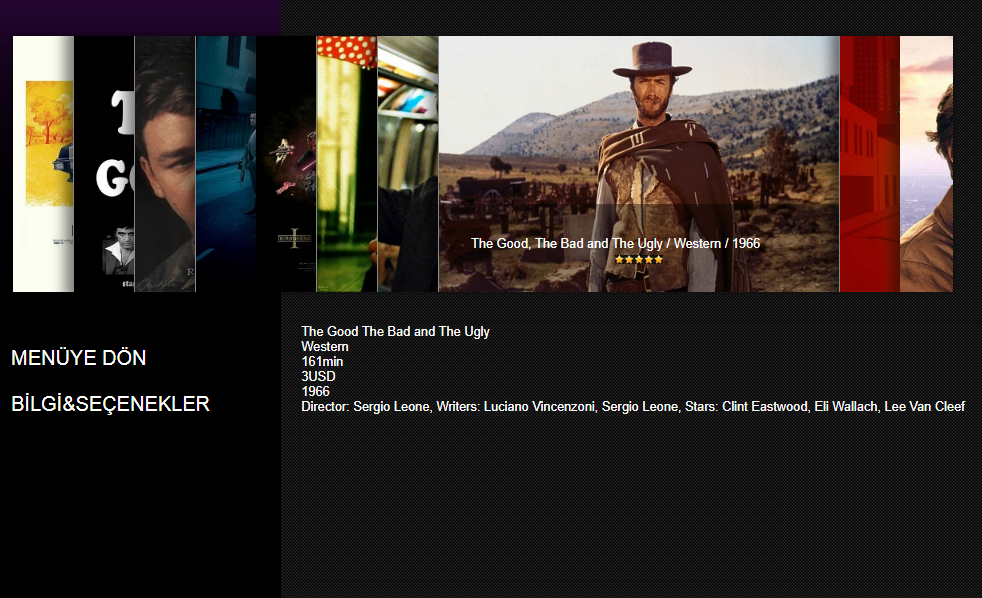 The Good, The Bad and The Ugly / Western / 1966
MENÜYE DÖN
BİLGİ&SEÇENEKLER
The Good The Bad and The Ugly
Western
161min
3USD
1966
Director: Sergio Leone, Writers: Luciano Vincenzoni, Sergio Leone, Stars: Clint Eastwood, Eli Wallach, Lee Van Cleef